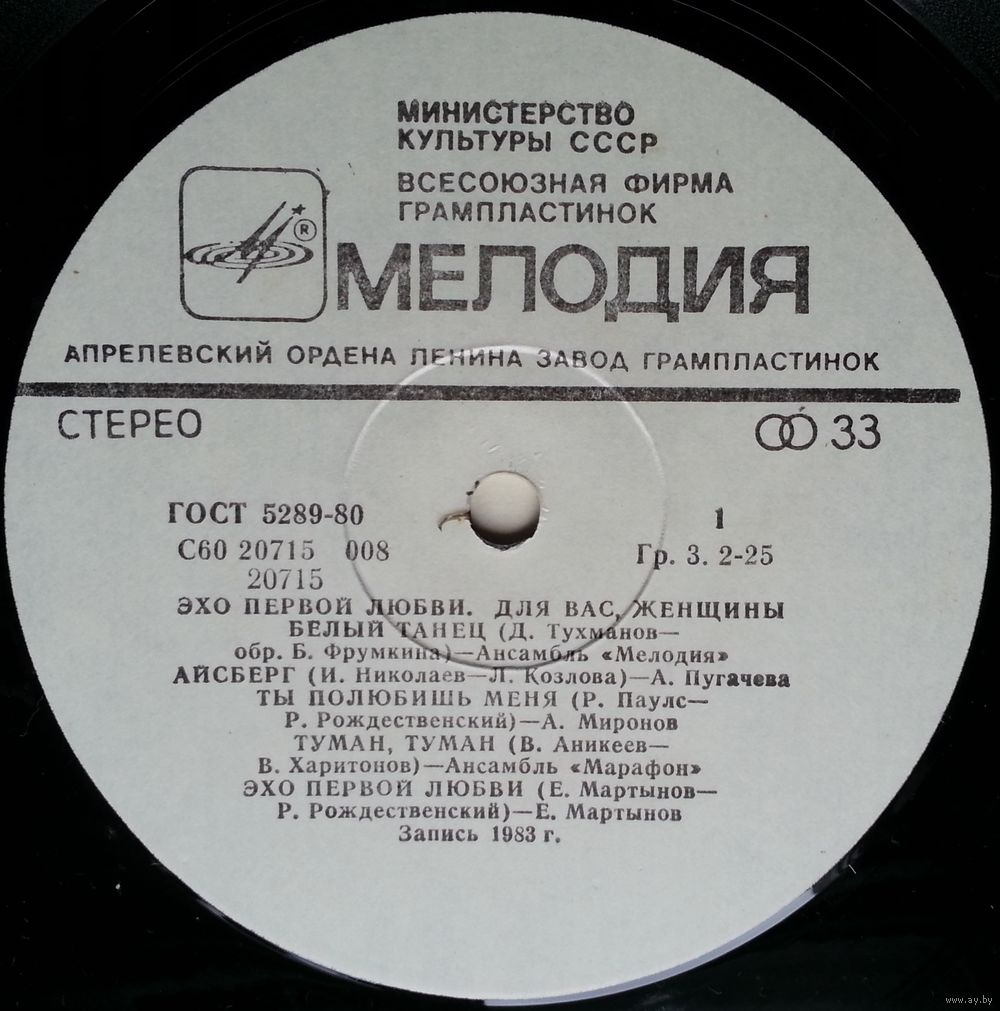 МИНИСТЕРСТВО
КУЛЬТУРЫ СССР
ВСЕСОЮЗНАЯ ФИРМА
ГРАМПЛАСТИНОК
®
МЕЛОДИЯ
АПРЕЛЕВСКИЙ ОРДЕНА ЛЕНИНА ЗАВОД ГРАМПЛАСТИНОК
СТЕРЕО
33
ГОСТ 5289-80
1
С60 20715 008
Гр. 3. 2-25
20715
ЭХО ПЕРВОЙ ЛЮБВИ. ДЛЯ ВАС, ЖЕНЩИНЫ
БЕЛЫЙ ТАНЕЦ (Д. Тухманов—
обр. Б. Фрумкина)—Ансамбль «Мелодия»
АЙСБЕРГ (И. Николаев—Л. Козлова)—А. Пугачева
ТЫ ПОЛЮБИШЬ МЕНЯ (Р. Паулс—
Р. Рождественский)—А. Миронов
ТУМАН, ТУМАН (В. Аникеев—
В. Харитонов)—Ансамбль «Марафон»
ЭХО ПЕРВОЙ ЛЮБВИ (Е. Мартынов—
Р. Рождественский)—Е. Мартынов
Запись 1983 г.
www.ay.by